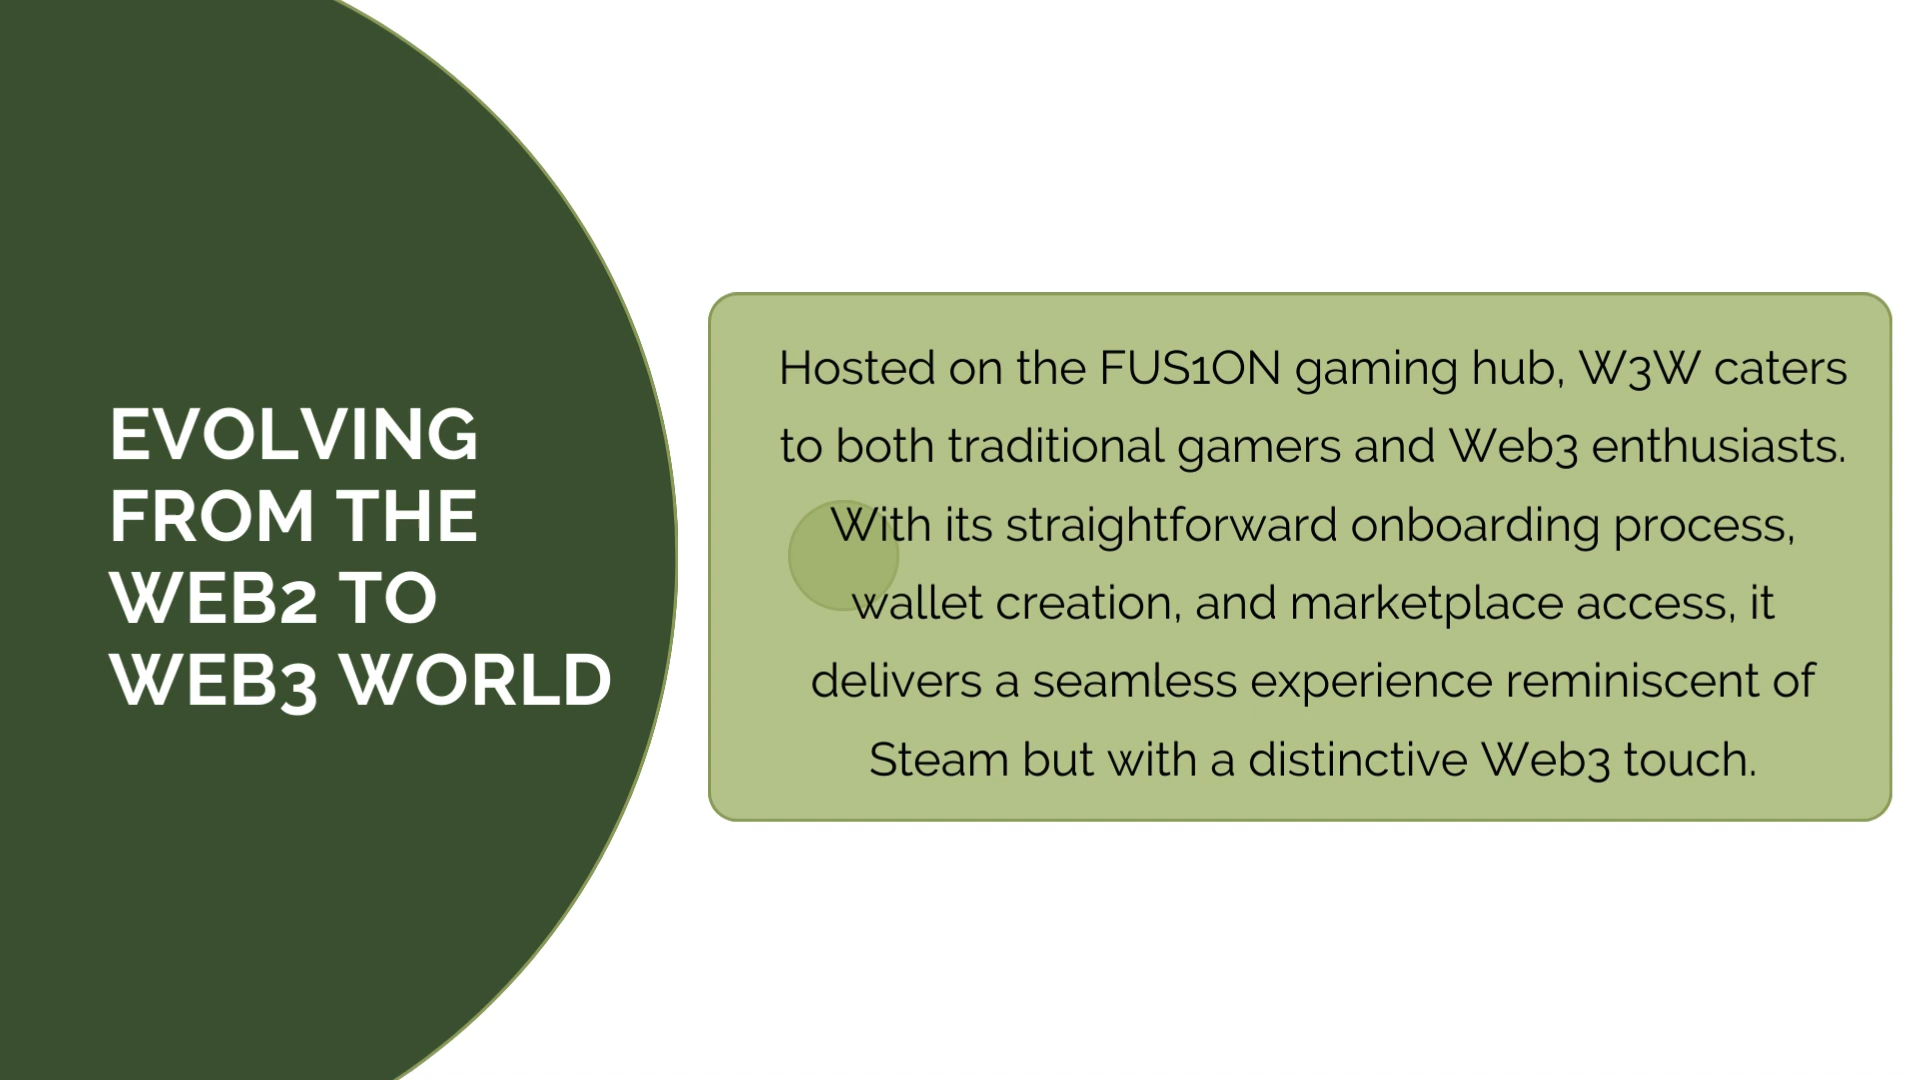 EVOLVING
FROM THE
WEB2 TO
WEB3 WORLD
Hosted on the FUS1ON gaming hub, W3W caters
to both traditional gamers and Web3 enthusiasts.
With its straightforward onboarding process,
wallet creation, and marketplace access, it
delivers a seamless experience reminiscent of
Steam but with a distinctive Web3 touch.